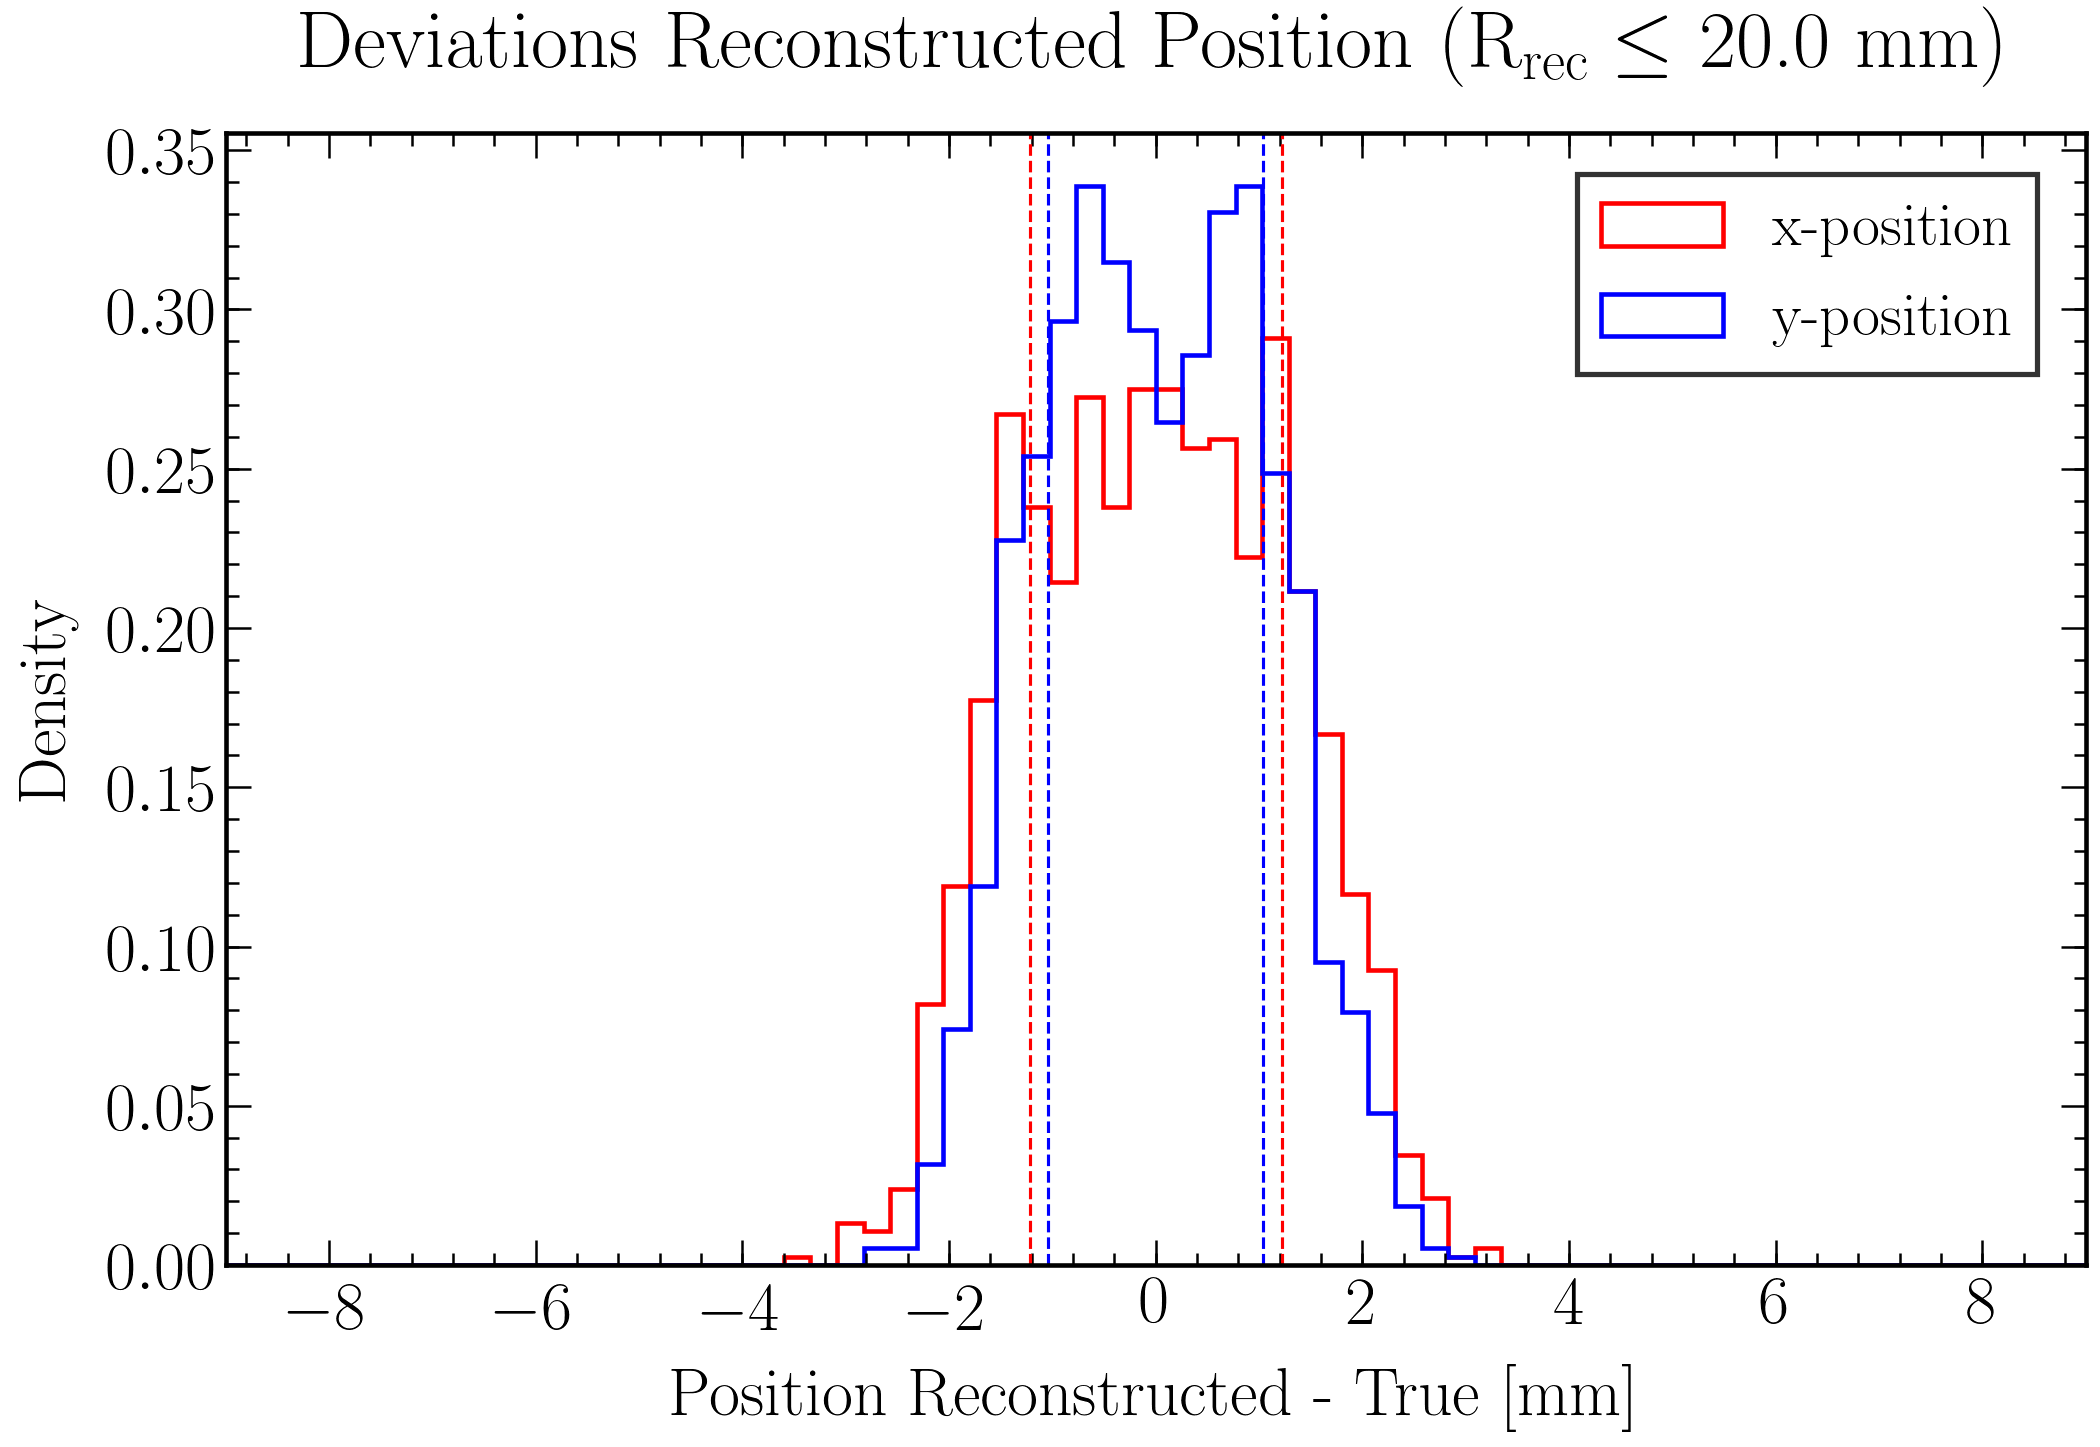 Deviations Reconstructed Position (R_rec ≤ 20.0 mm)
0.35
0.30
0.25
0.20
0.15
0.10
0.05
0.00
Density
x-position
y-position
−8 −6 −4 −2 0 2 4 6 8
Position Reconstructed - True [mm]